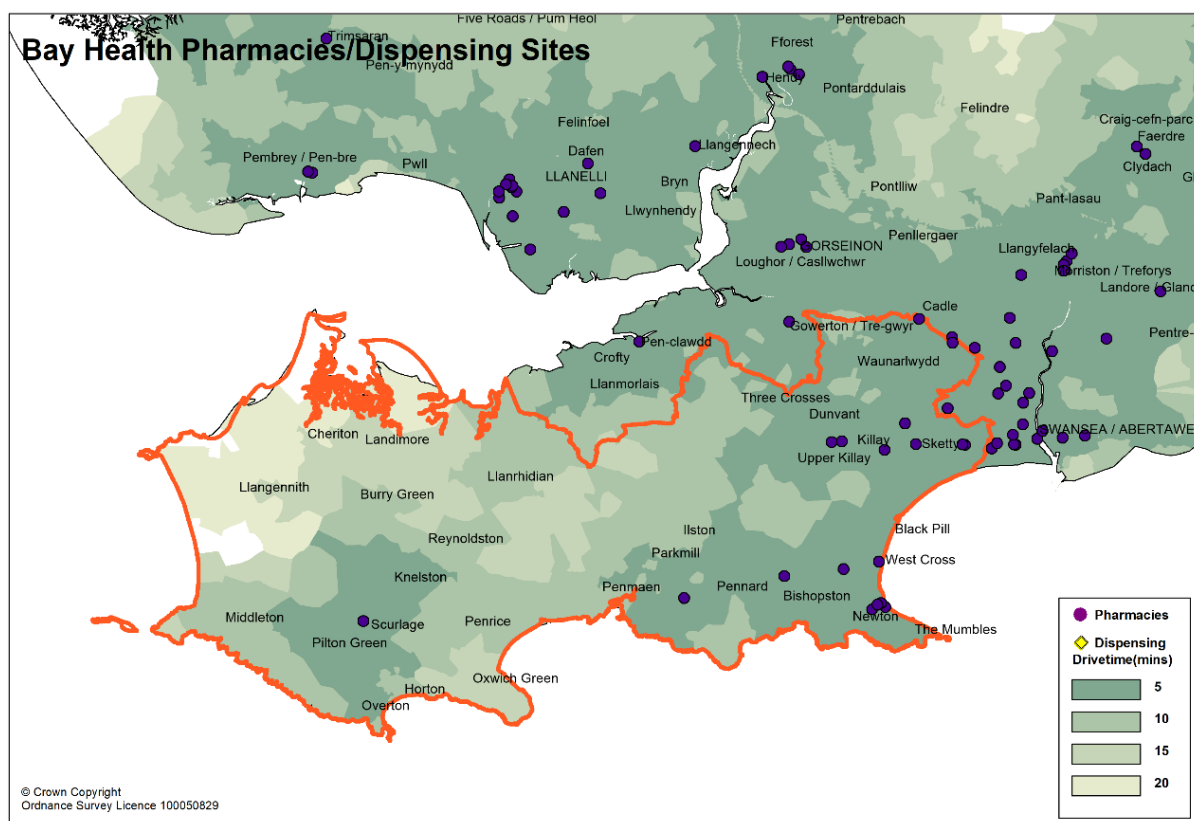 Five Roads / Pum Heol
Pentrebach
Trimsaran
Fforest
Bay Health Pharmacies/Dispensing Sites
Pen-y-mynydd
Hendy
Pontarddulais
Felindre
Craig-cefn-parc
Felinfoel
Faerdre
Llangennech
Dafen
Pembrey / Pen-bre
Pwll
Clydach
LLANELLI
Bryn
Pontlliw
Pant-lasau
Llwynhendy
Penllergaer
ORSEINON
Llangyfelach
Loughor / Casllwchwr
Morriston / Treforys
Landore / Gland
Cadle
Gowerton / Tre-gwyr
Pentre-
Pen-clawdd
Crofty
Waunarlwydd
Llanmorlais
Three Crosses
Dunvant
Cheriton
Landimore
Killay
Sketty
SWANSEA / ABERTAWE
Upper Killay
Llanrhidian
Llangennith
Burry Green
Black Pill
Ilston
Reynoldston
Parkmill
West Cross
Knelston
Pennard
Penmaen
Bishopston
Middleton
Scurlage
Penrice
Newton
The Mumbles
Pilton Green
Oxwich Green
Horton
Overton
Pharmacies
Dispensing
Drivetime(mins)
5
10
15
20
© Crown Copyright
Ordnance Survey Licence 100050829